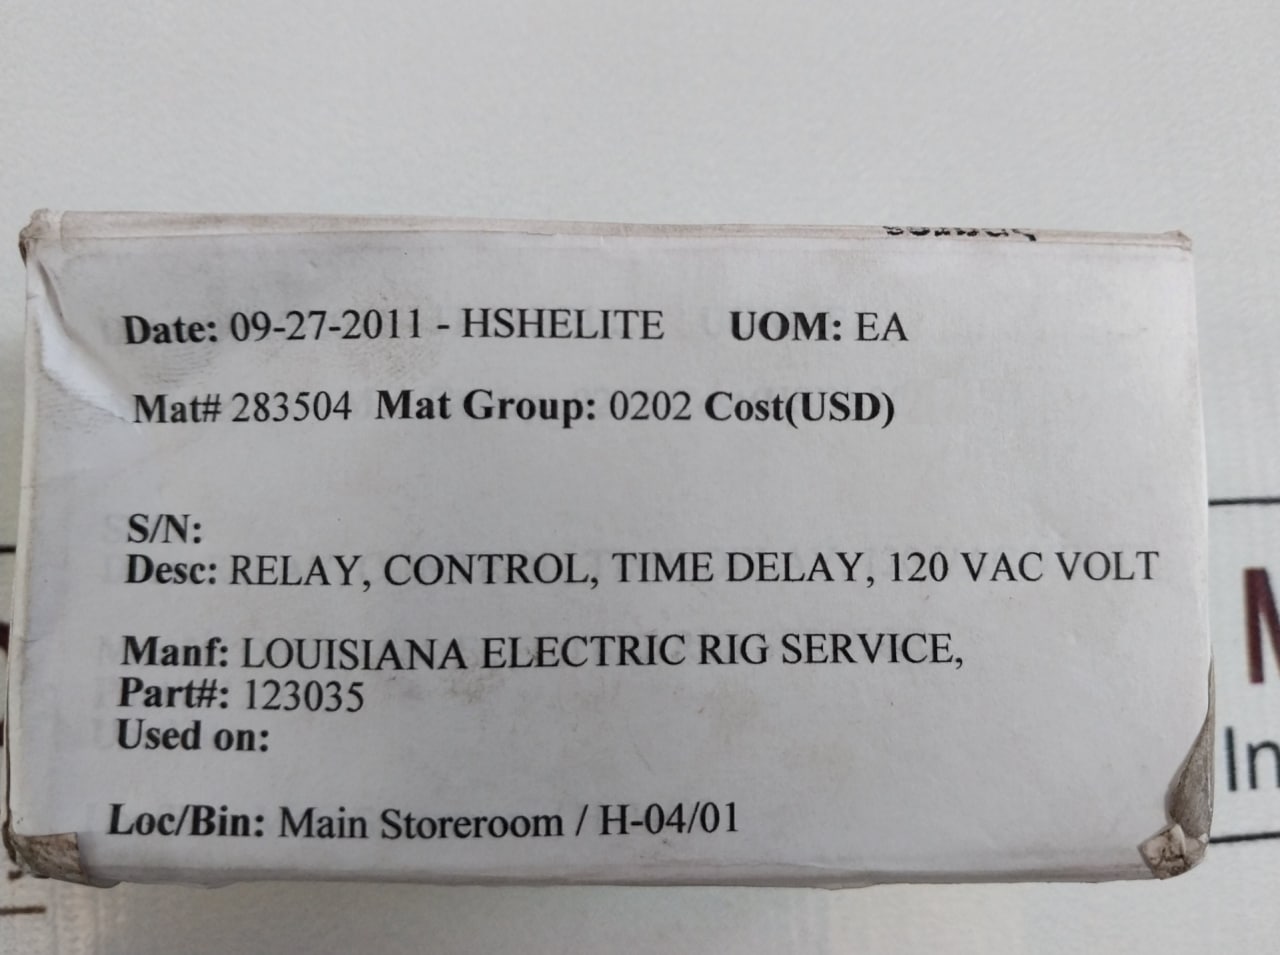 Date: 09-27-2011 - HSHELITE UOM: EA
Mat# 283504 Mat Group: 0202 Cost(USD)
S/N:
Desc: RELAY, CONTROL, TIME DELAY, 120 VAC VOLT
Manf: LOUISIANA ELECTRIC RIG SERVICE,
Part#: 123035
Used on:
Loc/Bin: Main Storeroom / H-04/01